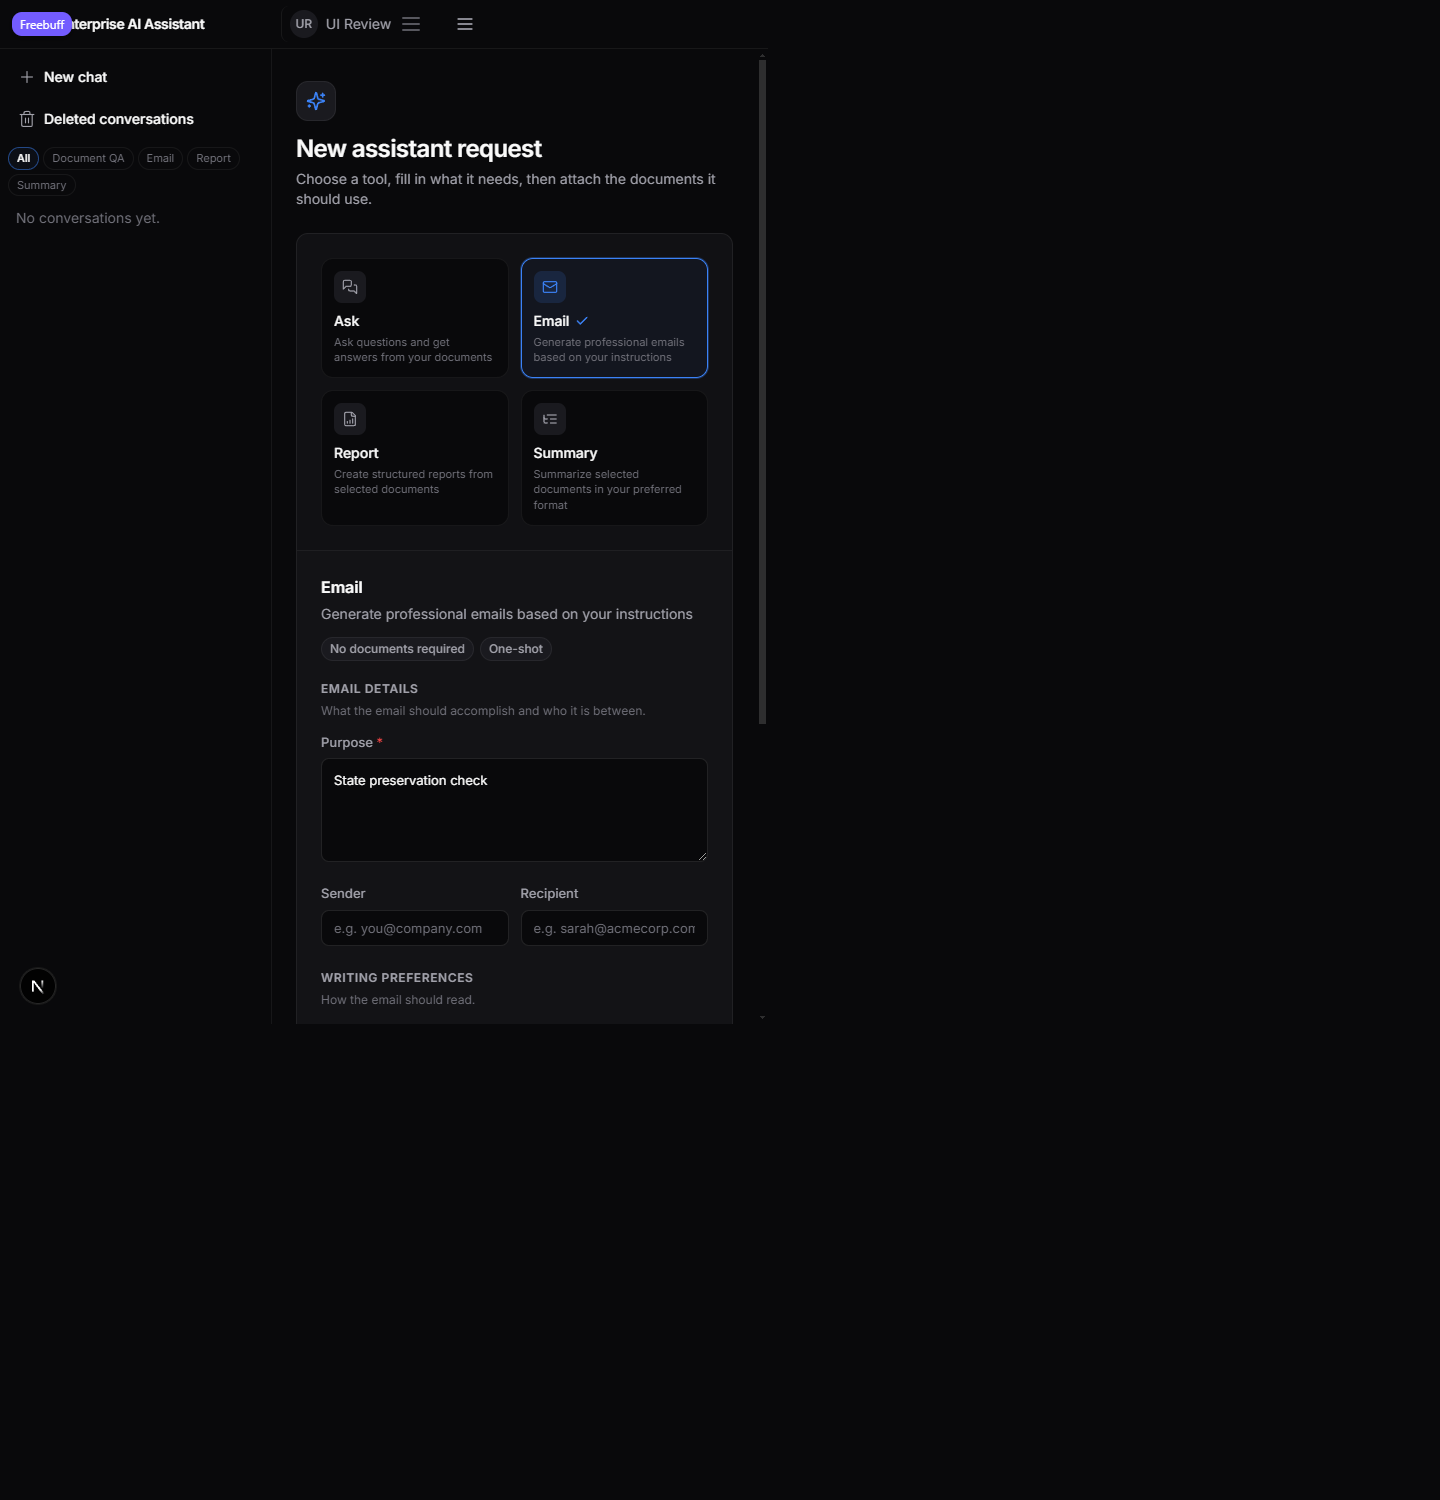 Freebuff
terprise AI Assistant
UR
UI Review
New chat
Deleted conversations
All
Document QA
Email
Report
Summary
No conversations yet.
New assistant request
Choose a tool, fill in what it needs, then attach the documents it
should use.
Ask
Ask questions and get
answers from your documents
Email
Generate professional emails
based on your instructions
Report
Create structured reports from
selected documents
Summary
Summarize selected
documents in your preferred
format
Email
Generate professional emails based on your instructions
No documents required
One-shot
EMAIL DETAILS
What the email should accomplish and who it is between.
Purpose *
State preservation check
Sender
Recipient
e.g. you@company.com
e.g. sarah@acmecorp.com
WRITING PREFERENCES
How the email should read.
N